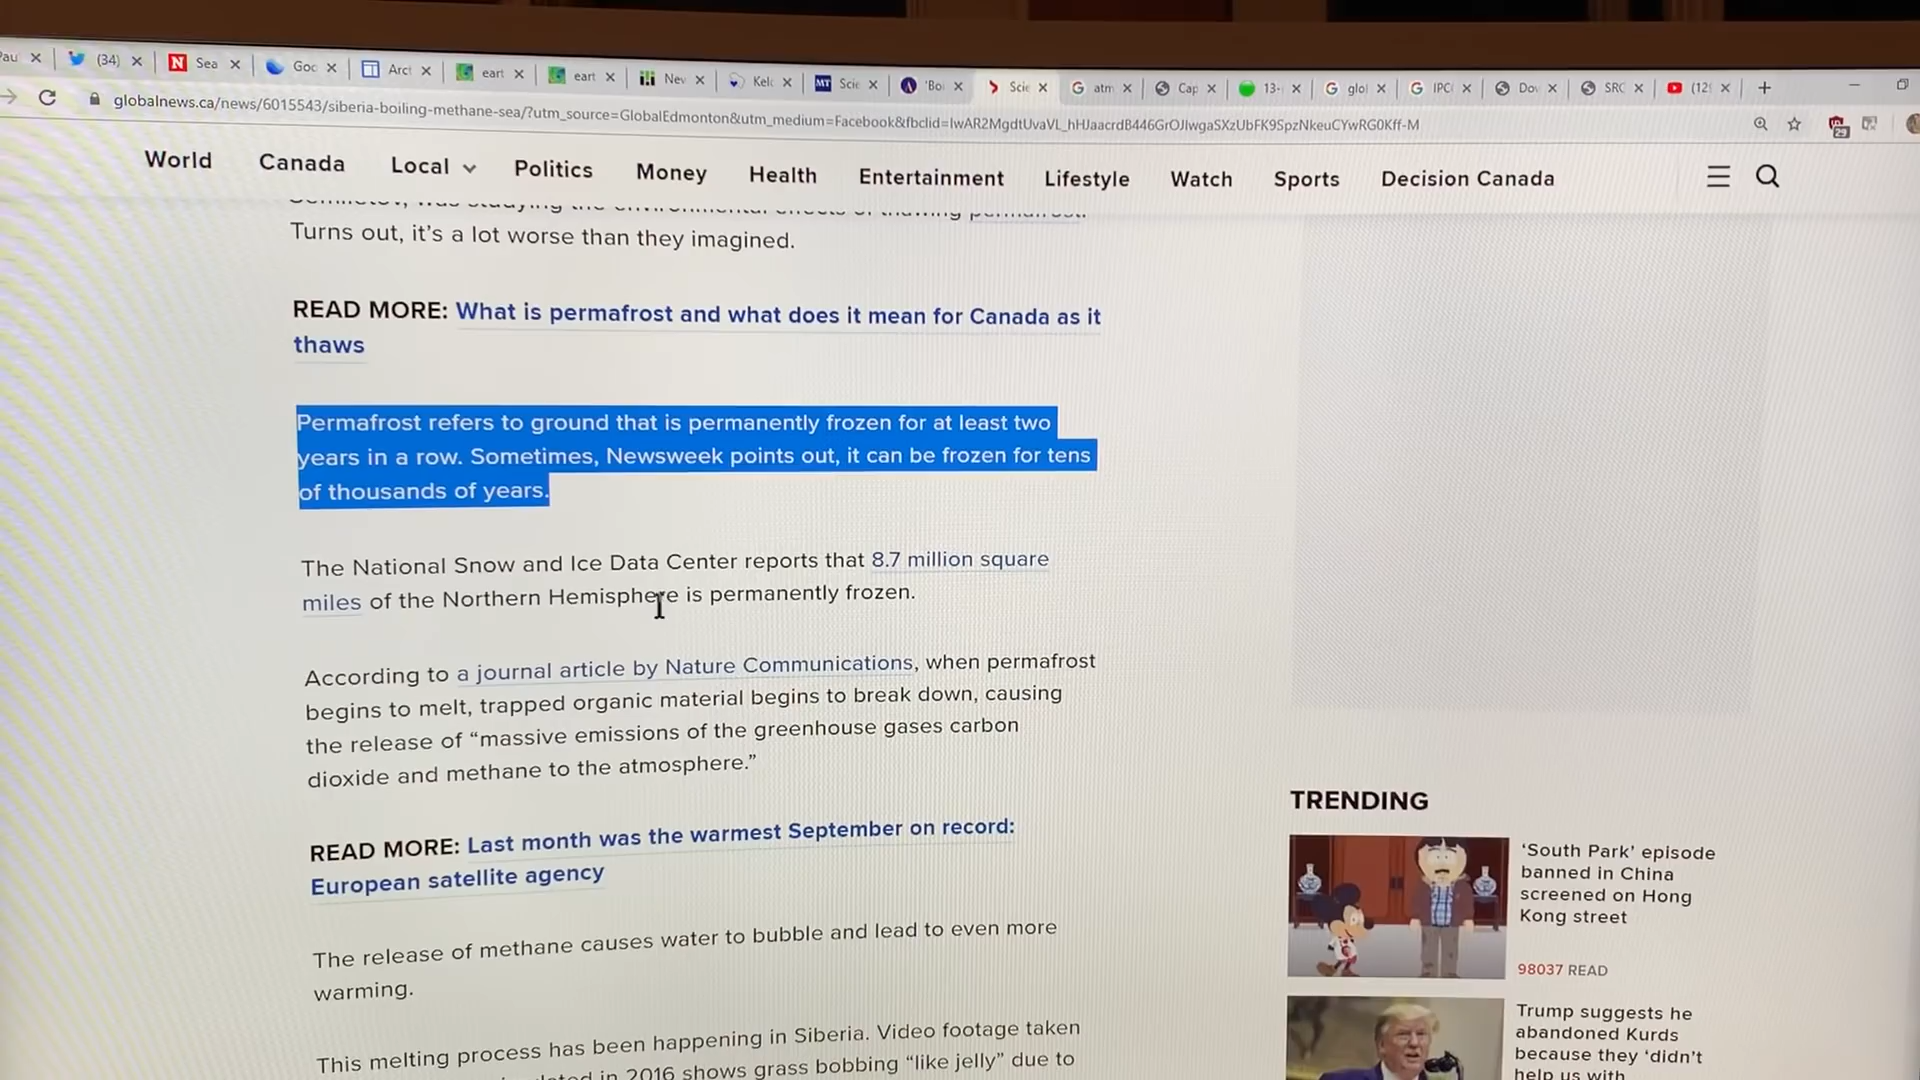 (34)
Sea
Goc
Arc
eart
eart
Nev
Kelc
MT
Scie
'Boi
Scie
atm
Cap
13-
glol
IPC
Dov
SRC
(129
globalnews.ca/news/6015543/siberia-boiling-methane-sea/?utm_source=GlobalEdmonton&utm_medium=Facebook&fbclid=IwAR2MgdtUvaVL_hHJaacrdB446GrOJIwgaSXzUbFK9SpzNkeuCYwRG0Kff-M
World Canada Local Politics Money Health Entertainment Lifestyle Watch Sports Decision Canada
Turns out, it's a lot worse than they imagined.
READ MORE: What is permafrost and what does it mean for Canada as it
thaws
Permafrost refers to ground that is permanently frozen for at least two
years in a row. Sometimes, Newsweek points out, it can be frozen for tens
of thousands of years.
The National Snow and Ice Data Center reports that 8.7 million square
miles of the Northern Hemisphere is permanently frozen.
According to a journal article by Nature Communications, when permafrost
begins to melt, trapped organic material begins to break down, causing
the release of “massive emissions of the greenhouse gases carbon
dioxide and methane to the atmosphere.”
READ MORE: Last month was the warmest September on record:
European satellite agency
The release of methane causes water to bubble and lead to even more
warming.
This melting process has been happening in Siberia. Video footage taken
in 2016 shows grass bobbing “like jelly” due to
TRENDING
‘South Park’ episode
banned in China
screened on Hong
Kong street
98037 READ
Trump suggests he
abandoned Kurds
because they ‘didn’t
help us with